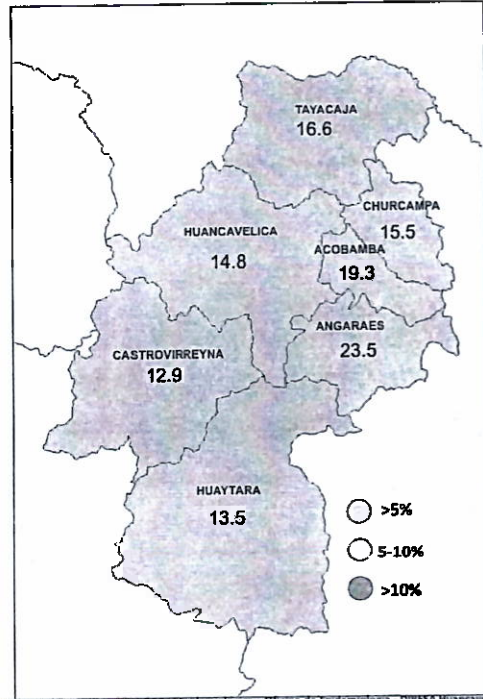 TAYACAJA
16.6
CHURCAMPA
15.5
HUANCAVELICA
14.8
ACOBAMBA
19.3
ANGARAES
23.5
CASTROVIRREYNA
12.9
HUAYTARA
13.5
>5%
5-10%
>10%